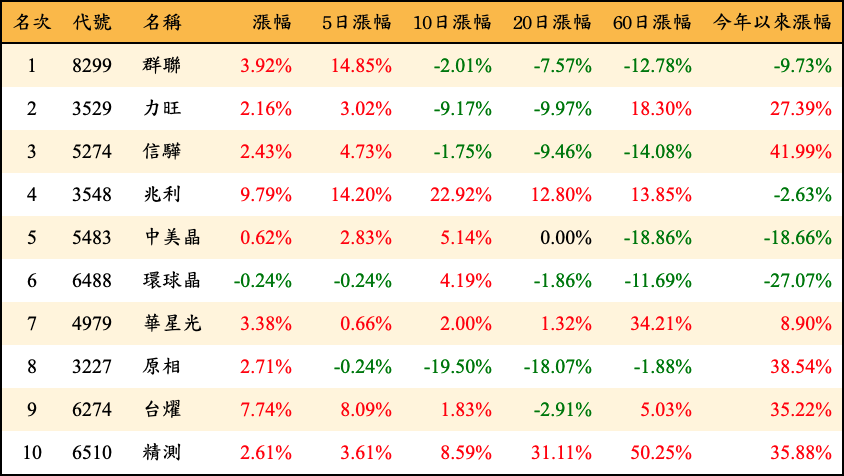 名次 代號 名稱 漲幅 5日漲幅 10日漲幅 20日漲幅 60日漲幅 今年以來漲幅
1 8299 群聯 3.92% 14.85% -2.01% -7.57% -12.78% -9.73%
2 3529 力旺 2.16% 3.02% -9.17% -9.97% 18.30% 27.39%
3 5274 信驊 2.43% 4.73% -1.75% -9.46% -14.08% 41.99%
4 3548 兆利 9.79% 14.20% 22.92% 12.80% 13.85% -2.63%
5 5483 中美晶 0.62% 2.83% 5.14% 0.00% -18.86% -18.66%
6 6488 環球晶 -0.24% -0.24% 4.19% -1.86% -11.69% -27.07%
7 4979 華星光 3.38% 0.66% 2.00% 1.32% 34.21% 8.90%
8 3227 原相 2.71% -0.24% -19.50% -18.07% -1.88% 38.54%
9 6274 台燿 7.74% 8.09% 1.83% -2.91% 5.03% 35.22%
10 6510 精測 2.61% 3.61% 8.59% 31.11% 50.25% 35.88%